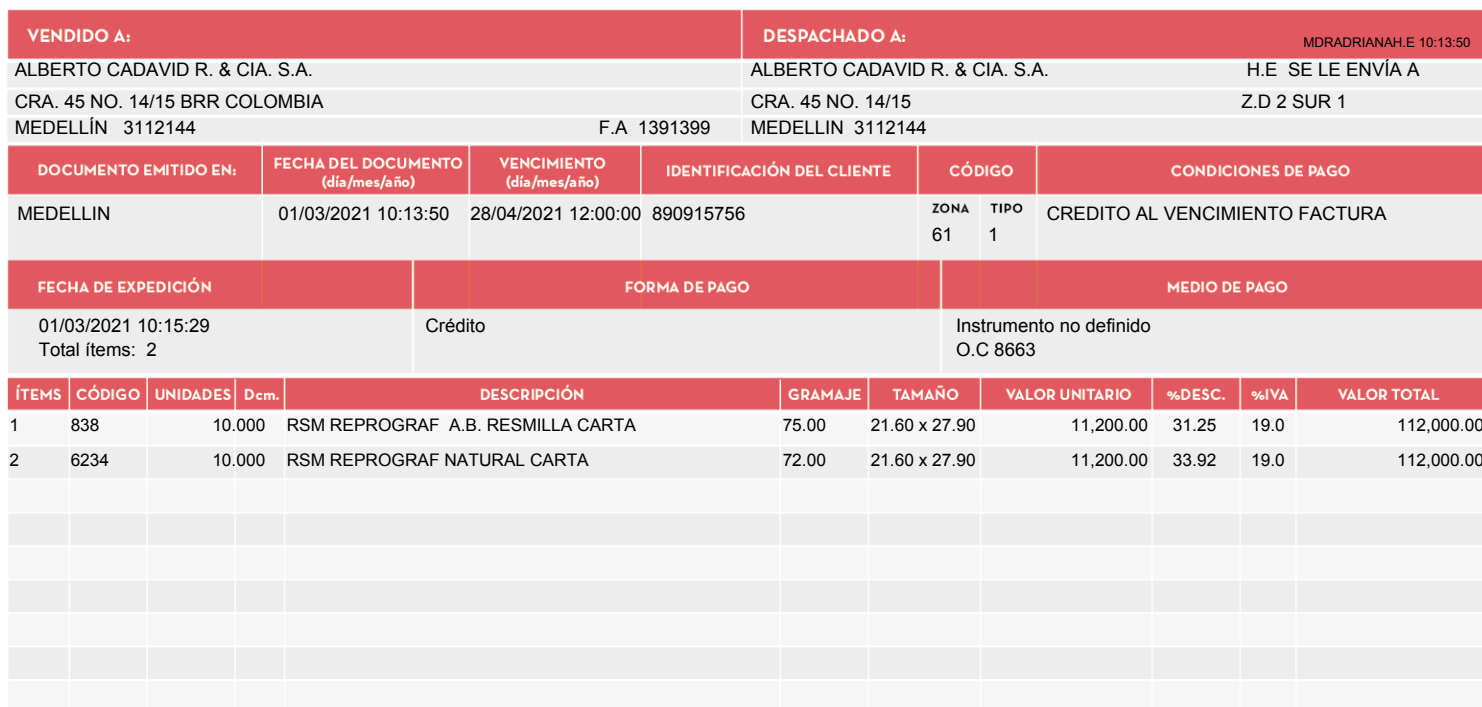 VENDIDO A:
DESPACHADO A:
MDRADRIANAH.E 10:13:50
ALBERTO CADAVID R. & CIA. S.A.
ALBERTO CADAVID R. & CIA. S.A. H.E SE LE ENVÍA A
CRA. 45 NO. 14/15 BRR COLOMBIA
CRA. 45 NO. 14/15 Z.D 2 SUR 1
MEDELLÍN 3112144 F.A 1391399
MEDELLIN 3112144
DOCUMENTO EMITIDO EN: FECHA DEL DOCUMENTO (día/mes/año) VENCIMIENTO (día/mes/año) IDENTIFICACIÓN DEL CLIENTE CÓDIGO CONDICIONES DE PAGO
ZONA TIPO
MEDELLIN 01/03/2021 10:13:50 28/04/2021 12:00:00 890915756 61 1 CREDITO AL VENCIMIENTO FACTURA
FECHA DE EXPEDICIÓN FORMA DE PAGO MEDIO DE PAGO
01/03/2021 10:15:29 Crédito Instrumento no definido
Total ítems: 2 O.C 8663
ÍTEMS CÓDIGO UNIDADES Dcm. DESCRIPCIÓN GRAMAJE TAMAÑO VALOR UNITARIO %DESC. %IVA VALOR TOTAL
1 838 10.000 RSM REPROGRAF A.B. RESMILLA CARTA 75.00 21.60 x 27.90 11,200.00 31.25 19.0 112,000.00
2 6234 10.000 RSM REPROGRAF NATURAL CARTA 72.00 21.60 x 27.90 11,200.00 33.92 19.0 112,000.00